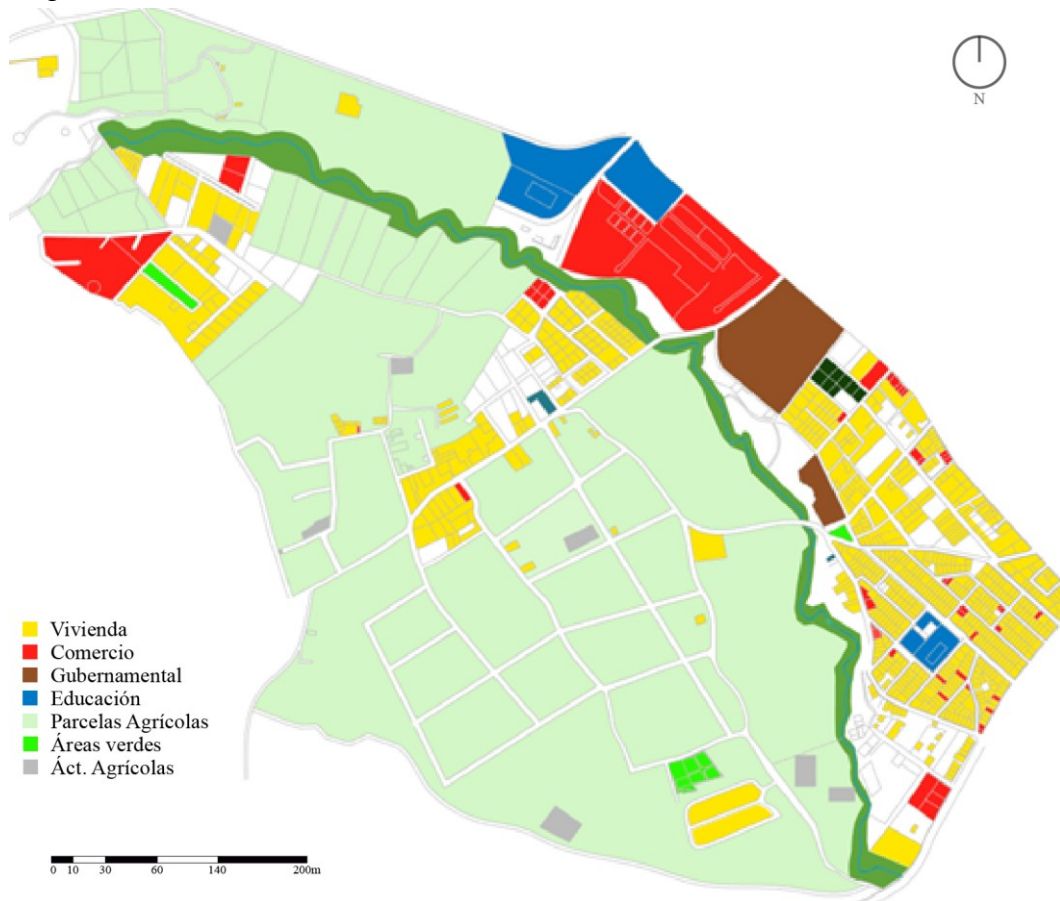 N
Vivienda
Comercio
Gubernamental
Educación
Parcelas Agrícolas
Áreas verdes
Áct. Agrícolas
0 10 30 60 140 200m